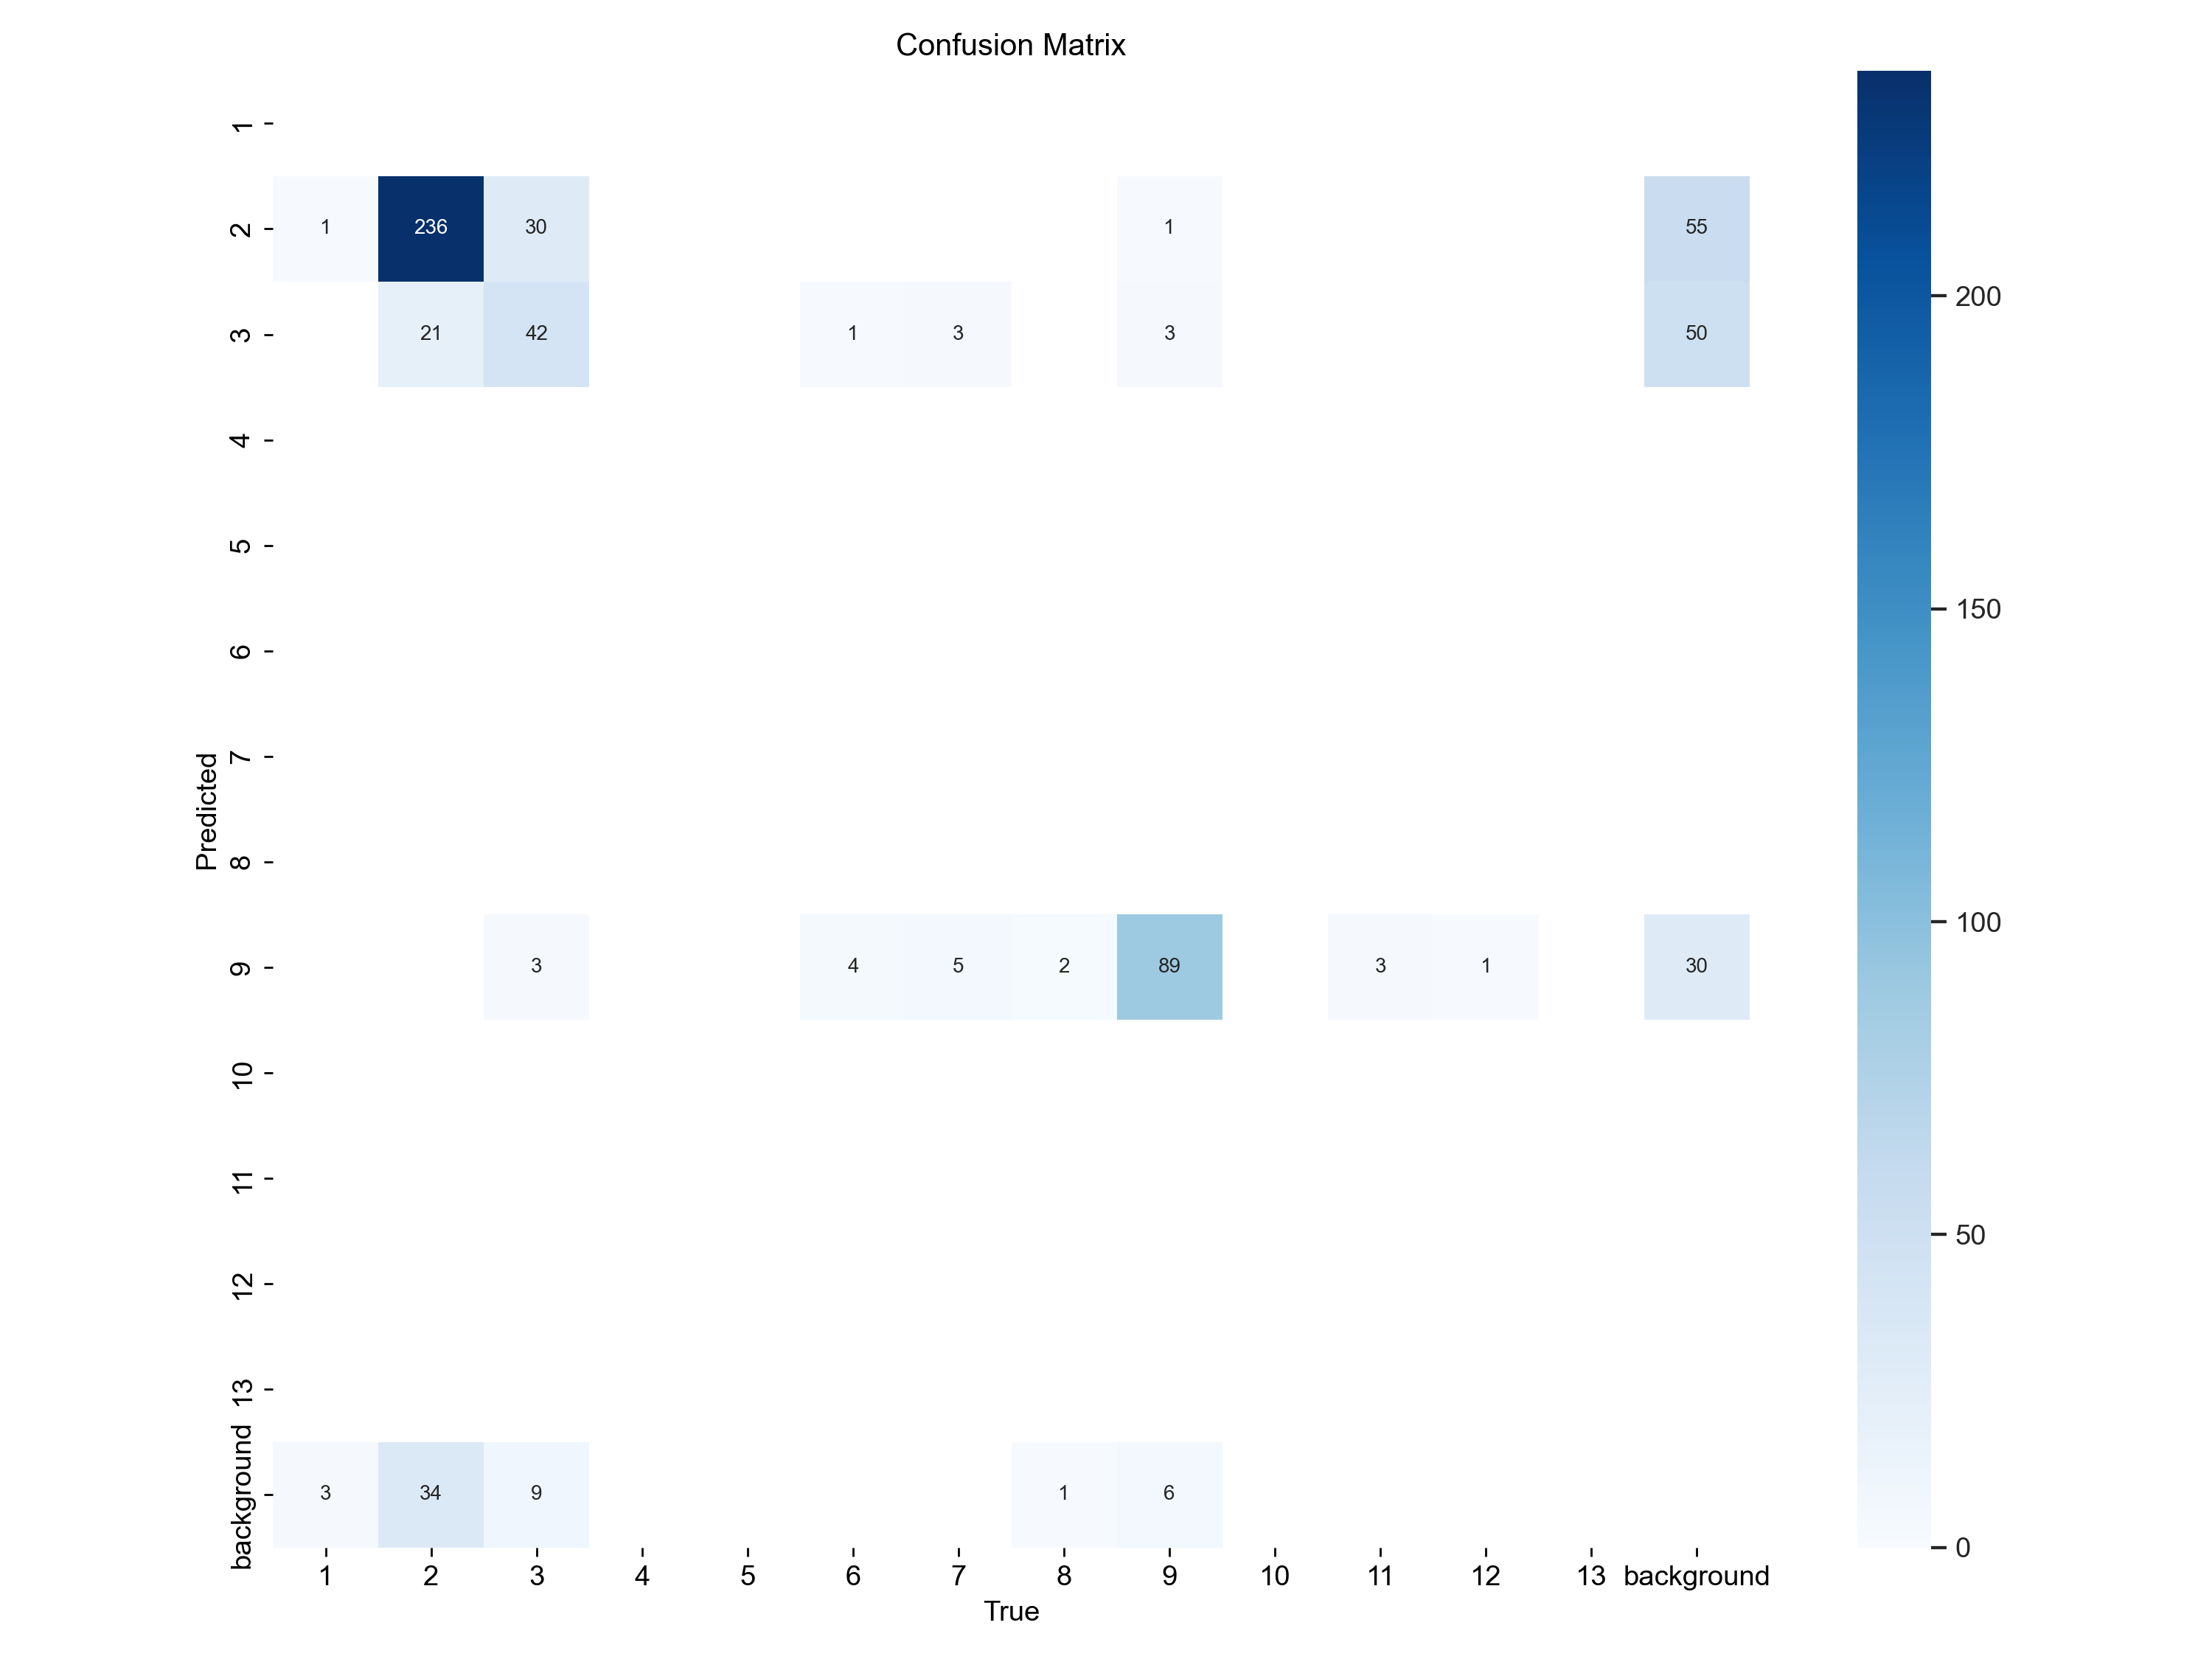 Confusion Matrix
1
2 1 236 30 1 55
3 21 42 1 3 3 50
4
5
6
7
8
9 3 4 5 2 89 3 1 30
10
11
12
13
background 3 34 9 1 6
1 2 3 4 5 6 7 8 9 10 11 12 13 background
True
Predicted
200
150
100
50
0